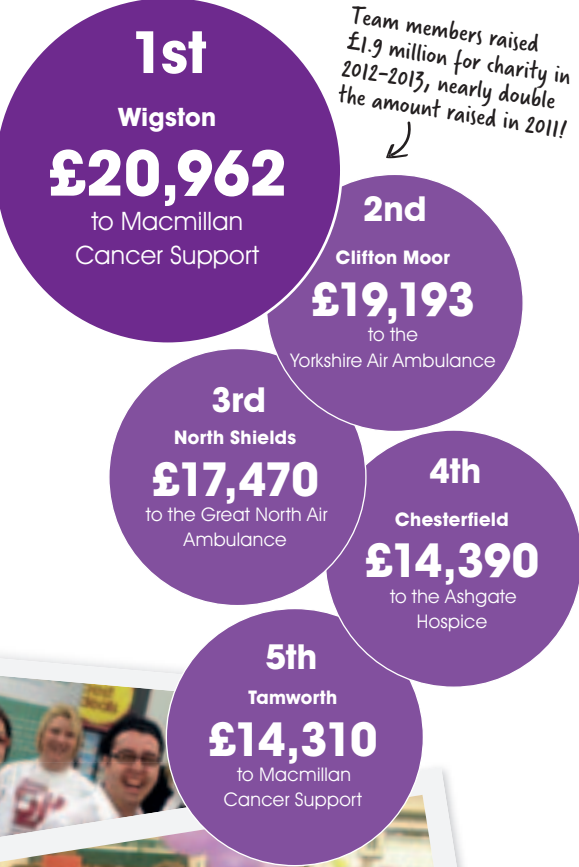 1st
Wigston
£20,962
to Macmillan
Cancer Support
Team members raised
£1.9 million for charity in
2012-2013, nearly double
the amount raised in 2011!
2nd
Clifton Moor
£19,193
to the
Yorkshire Air Ambulance
3rd
North Shields
£17,470
to the Great North Air
Ambulance
4th
Chesterfield
£14,390
to the Ashgate
Hospice
5th
Tamworth
£14,310
to Macmillan
Cancer Support